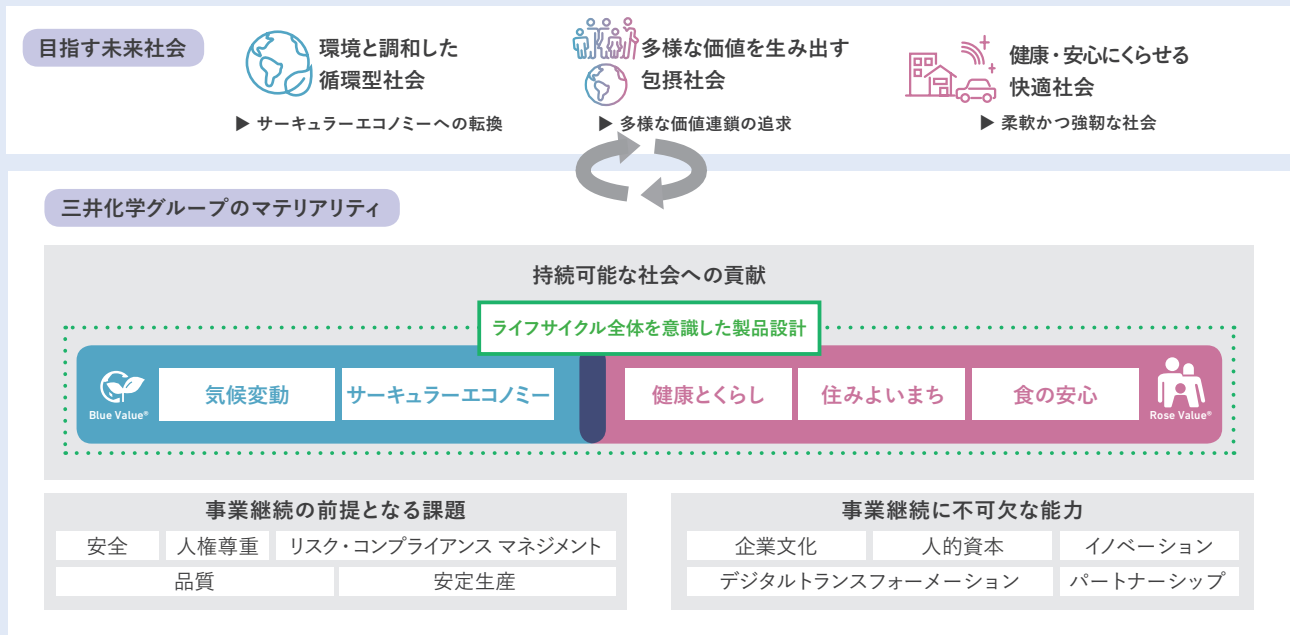 目指す未来社会
環境と調和した
循環型社会
▶ サーキュラーエコノミーへの転換
多様な価値を生み出す
包摂社会
▶ 多様な価値連鎖の追求
健康・安心にくらせる
快適社会
▶ 柔軟かつ強靭な社会
三井化学グループのマテリアリティ
持続可能な社会への貢献
ライフサイクル全体を意識した製品設計
Blue Value®
気候変動
サーキュラーエコノミー
健康とくらし
住みよいまち
食の安心
Rose Value®
事業継続の前提となる課題
安全
人権尊重
リスク・コンプライアンス マネジメント
品質
安定生産
事業継続に不可欠な能力
企業文化
人的資本
イノベーション
デジタルトランスフォーメーション
パートナーシップ